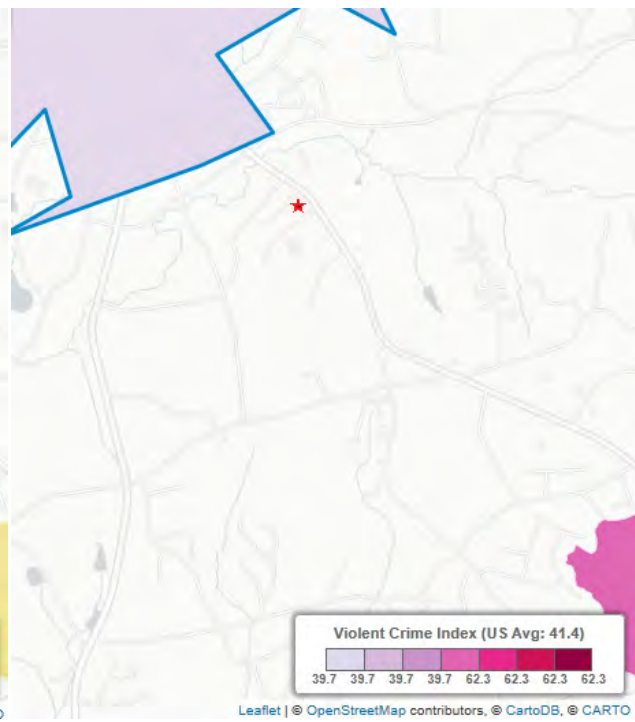 Violent Crime Index (US Avg: 41.4)
39.7 39.7 39.7 39.7 62.3 62.3 62.3 62.3
Leaflet | © OpenStreetMap contributors, © CartoDB, © CARTO